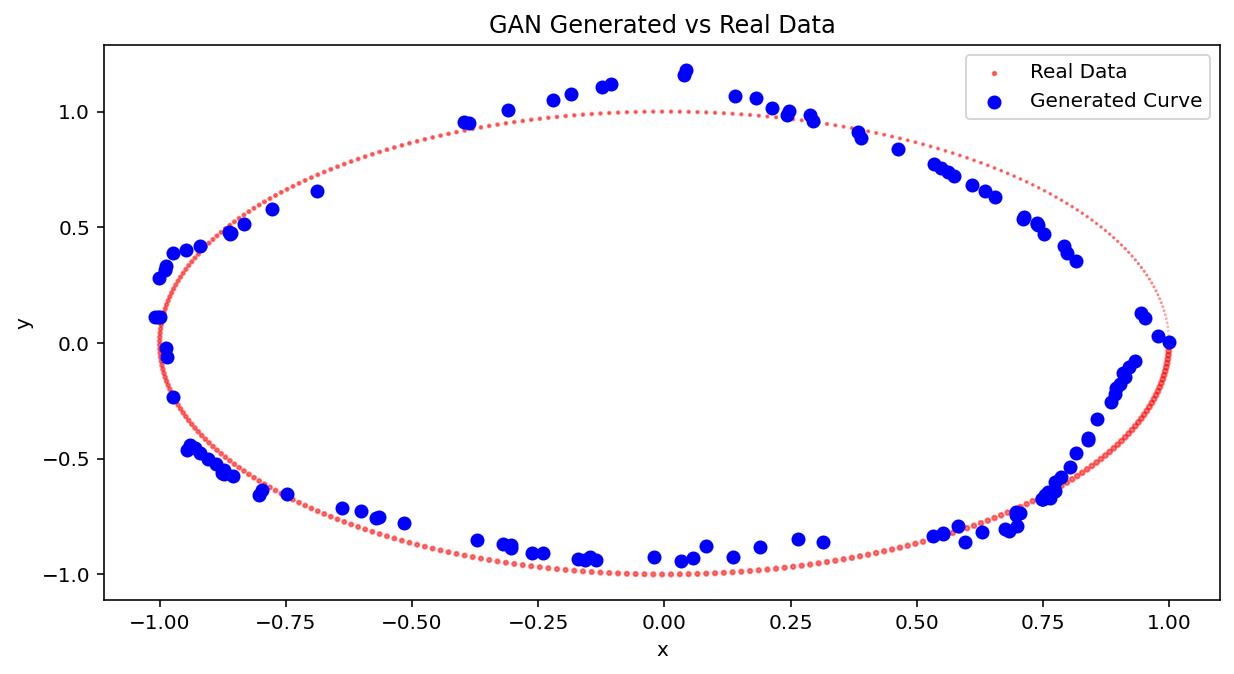 GAN Generated vs Real Data
Real Data
Generated Curve
1.0
0.5
0.0
−0.5
−1.0
y
−1.00 −0.75 −0.50 −0.25 0.00 0.25 0.50 0.75 1.00
x